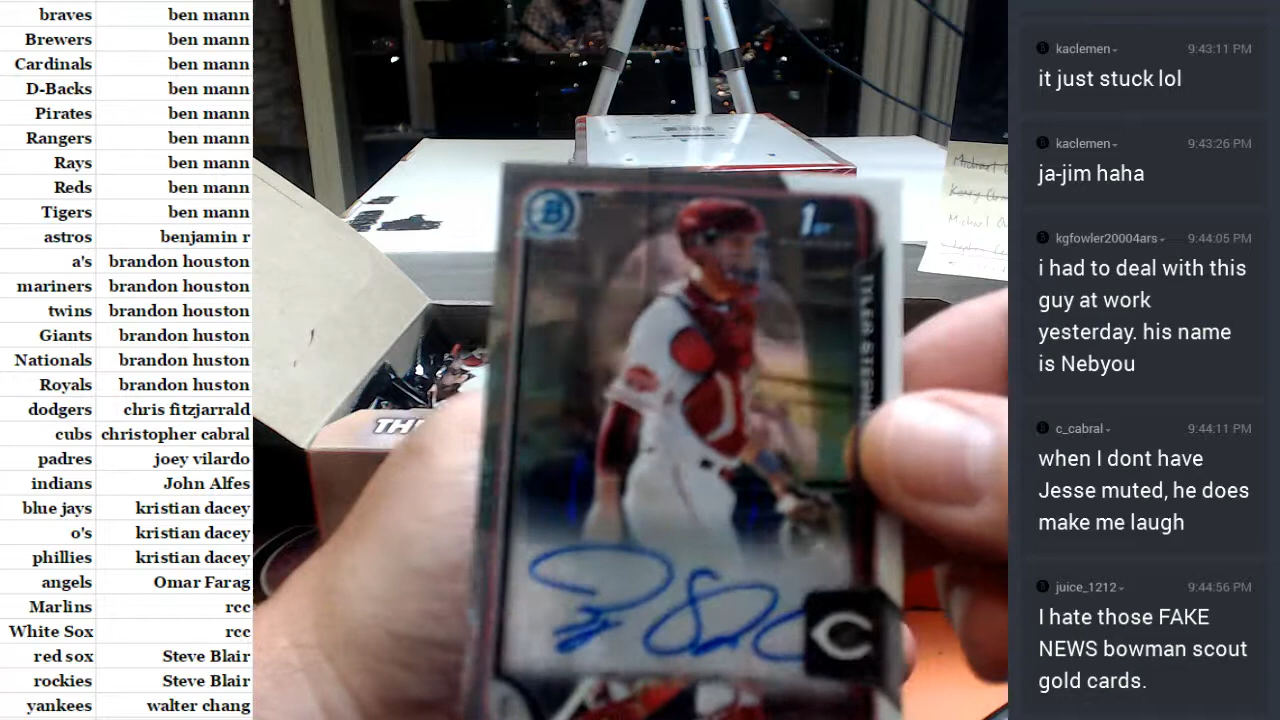 braves ben mann
Brewers ben mann
Cardinals ben mann
D-Backs ben mann
Pirates ben mann
Rangers ben mann
Rays ben mann
Reds ben mann
Tigers ben mann
astros benjamin r
a's brandon houston
mariners brandon houston
twins brandon houston
Giants brandon huston
Nationals brandon huston
Royals brandon huston
dodgers chris fitzjarrald
cubs christopher cabral
padres joey vilardo
indians John Alfes
blue jays kristian dacey
o's kristian dacey
phillies kristian dacey
angels Omar Farag
Marlins rcc
White Sox rcc
red sox Steve Blair
rockies Steve Blair
yankees walter chang
B
1st
C
kaclemen 9:43:11 PM
it just stuck lol
kaclemen 9:43:26 PM
ja-jim haha
kgfowler20004ars 9:44:05 PM
i had to deal with this
guy at work
yesterday. his name
is Nebyou
c_cabral 9:44:11 PM
when I dont have
Jesse muted, he does
make me laugh
juice_1212 9:44:56 PM
I hate those FAKE
NEWS bowman scout
gold cards.